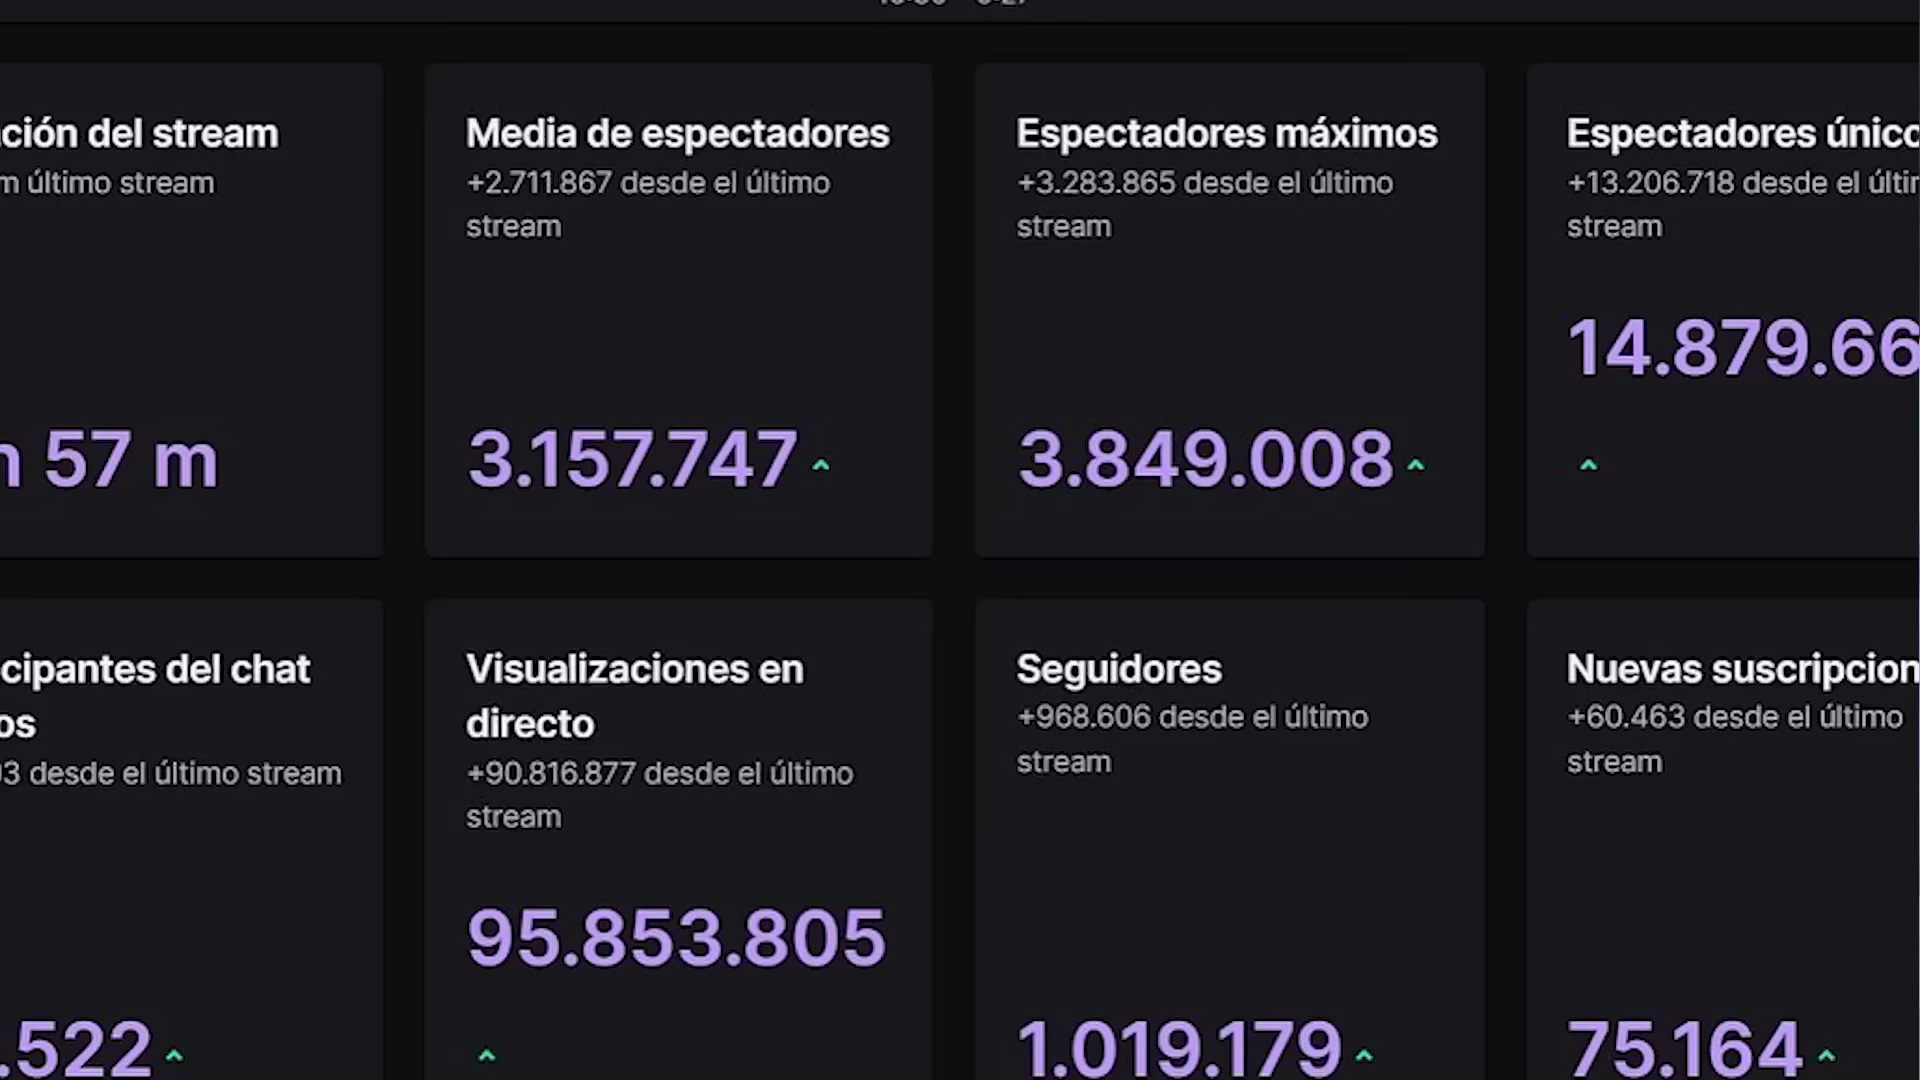 ción del stream
m último stream
57 m
Media de espectadores
+2.711.867 desde el último
stream
3.157.747
Espectadores máximos
+3.283.865 desde el último
stream
3.849.008
Espectadores único
+13.206.718 desde el últi
stream
14.879.66
cipantes del chat
os
3 desde el último stream
.522
Visualizaciones en
directo
+90.816.877 desde el último
stream
95.853.805
Seguidores
+968.606 desde el último
stream
1.019.179
Nuevas suscripcion
+60.463 desde el último
stream
75.164